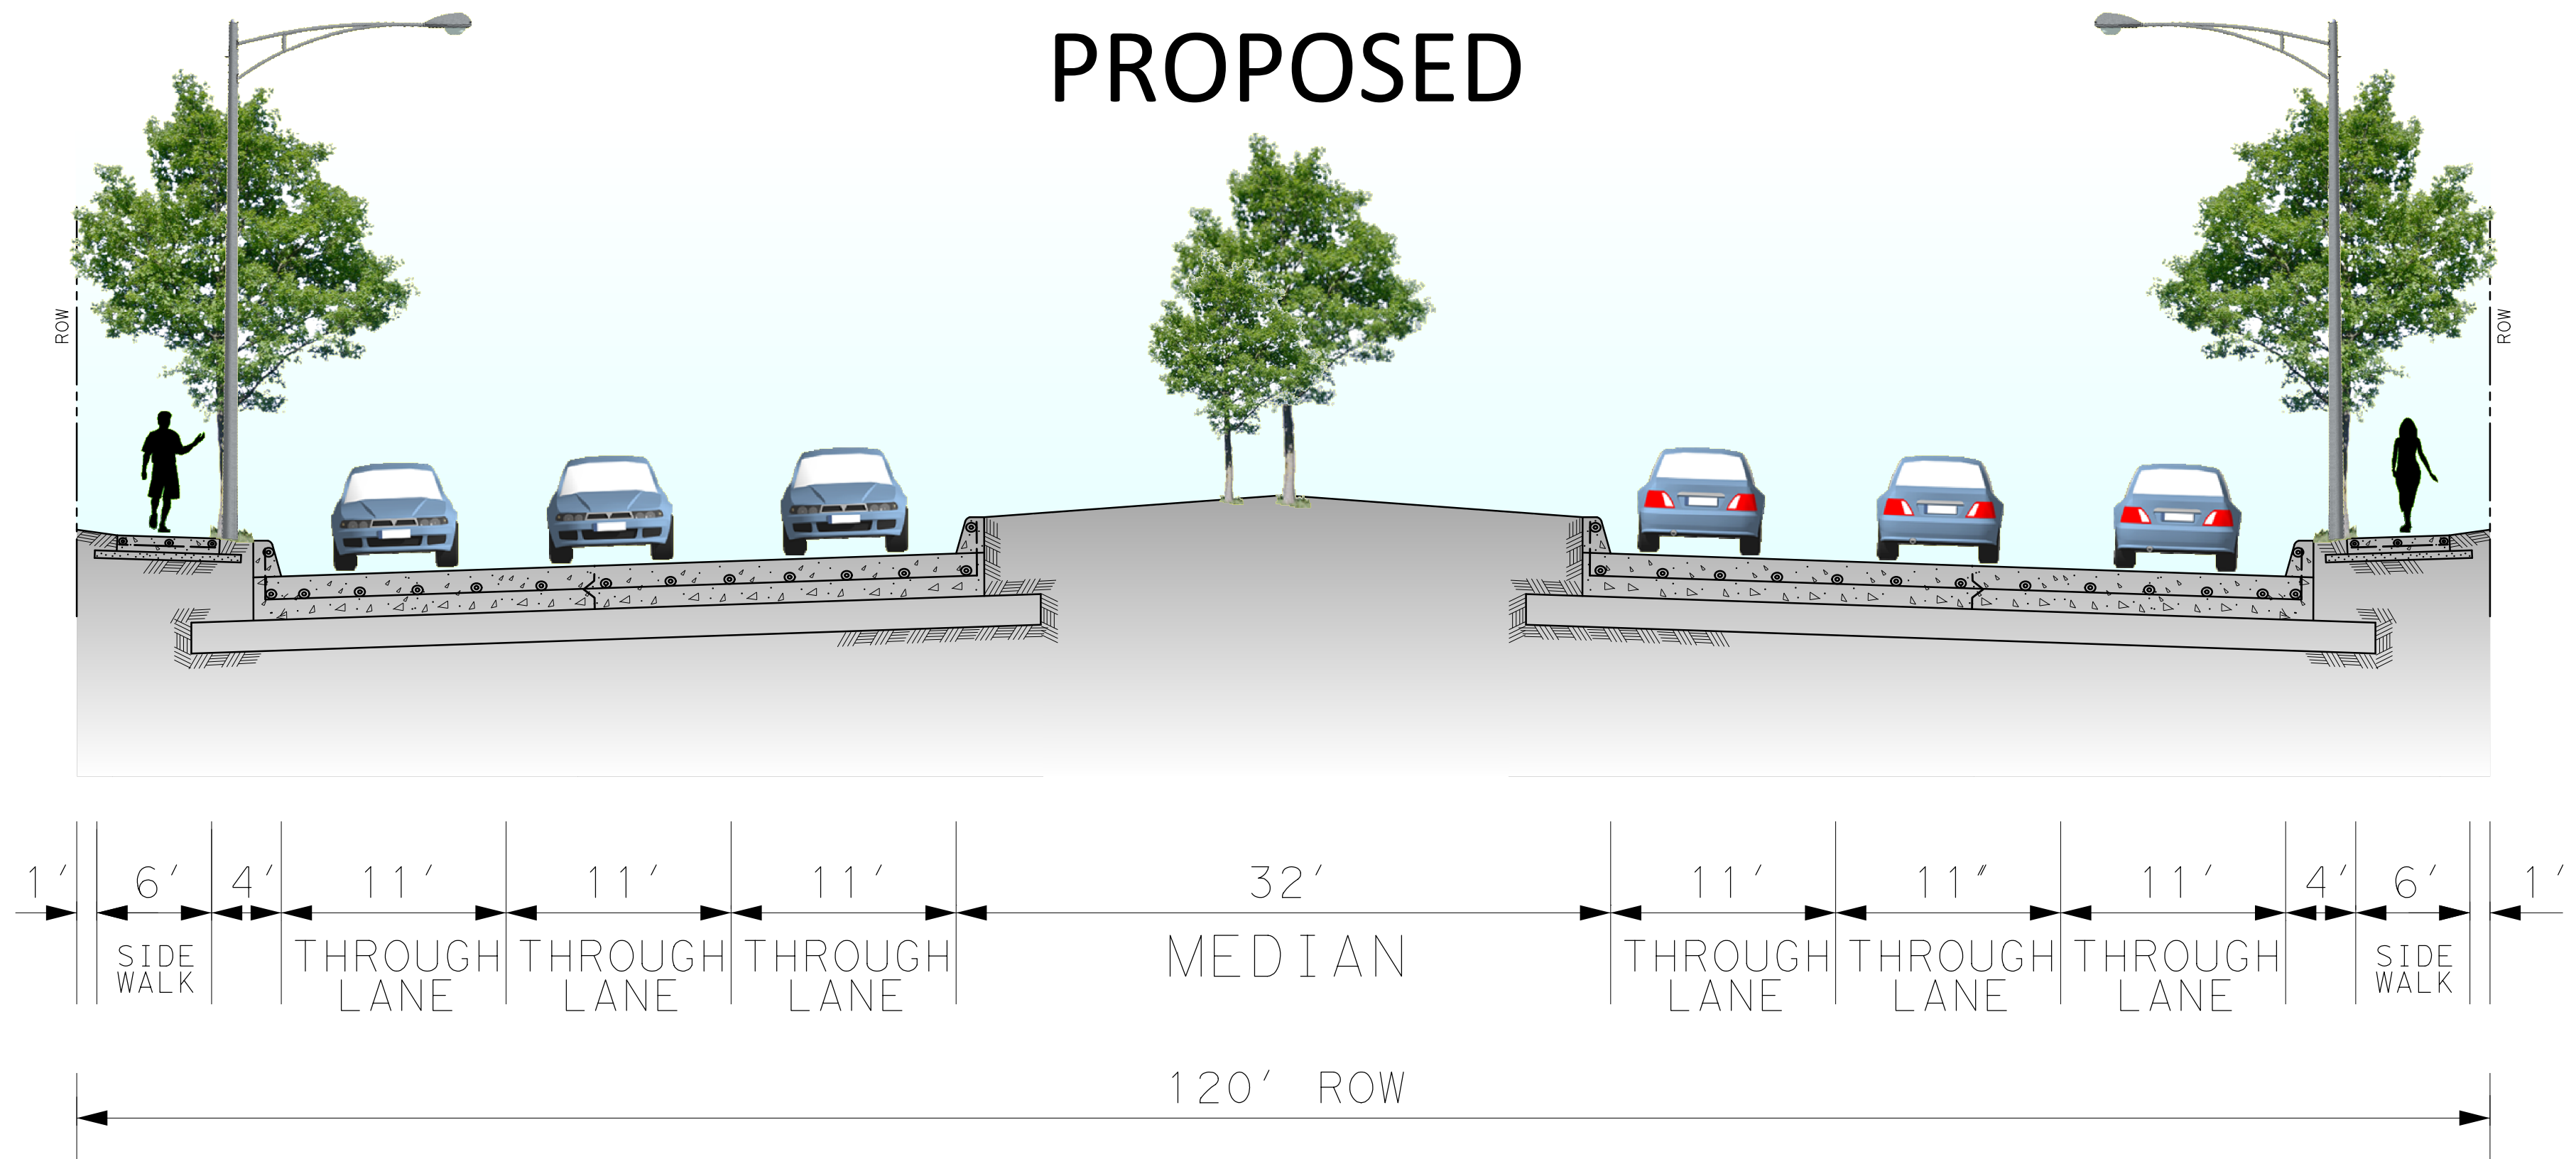 PROPOSED
ROW
ROW
1' 6' 4' 11' 11' 11' 32' 11' 11" 11' 4' 6' 1'
SIDE WALK
THROUGH LANE
THROUGH LANE
THROUGH LANE
MEDIAN
THROUGH LANE
THROUGH LANE
THROUGH LANE
SIDE WALK
120' ROW